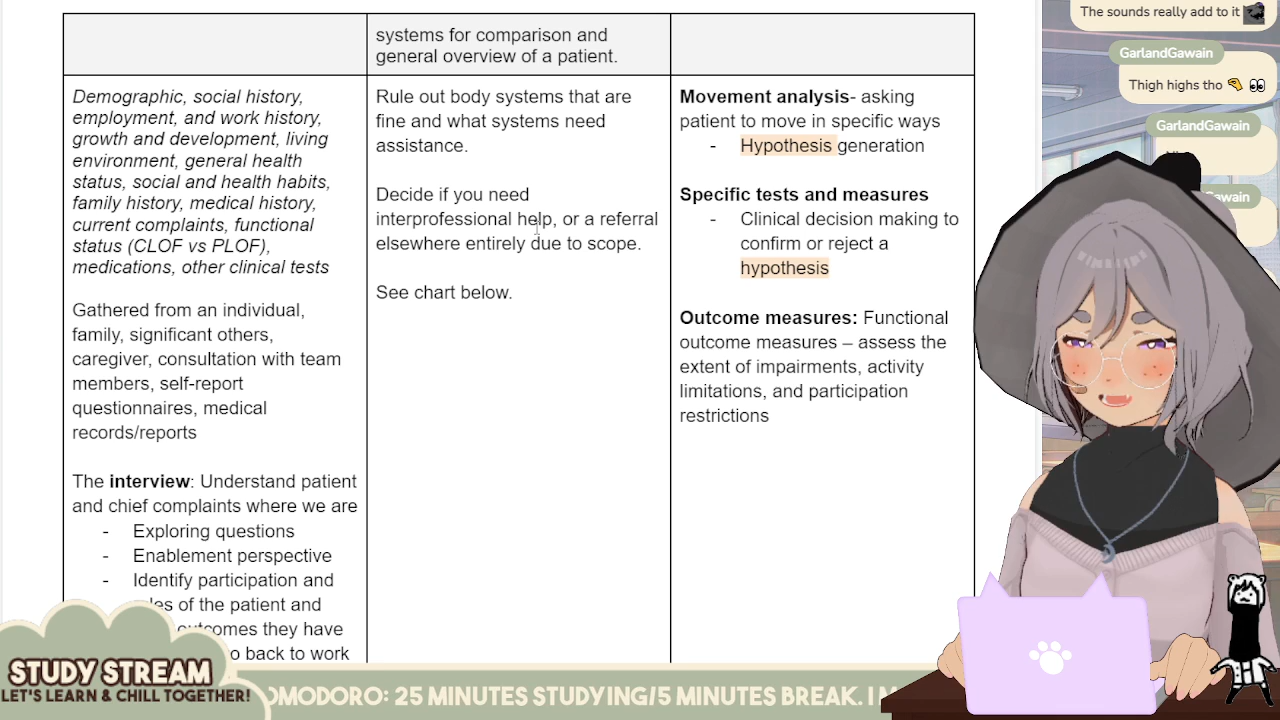 systems for comparison and
general overview of a patient.
Demographic, social history,
employment, and work history,
growth and development, living
environment, general health
status, social and health habits,
family history, medical history,
current complaints, functional
status (CLOF vs PLOF),
medications, other clinical tests
Gathered from an individual,
family, significant others,
caregiver, consultation with team
members, self-report
questionnaires, medical
records/reports
The interview: Understand patient
and chief complaints where we are
- Exploring questions
- Enablement perspective
- Identify participation and
of the patient and
outcomes they have
back to work
Rule out body systems that are
fine and what systems need
assistance.
Decide if you need
interprofessional help, or a referral
elsewhere entirely due to scope.
See chart below.
Movement analysis- asking
patient to move in specific ways
- Hypothesis generation
Specific tests and measures
- Clinical decision making to
confirm or reject a
hypothesis
Outcome measures: Functional
outcome measures – assess the
extent of impairments, activity
limitations, and participation
restrictions
The sounds really add to it
GarlandGawain
Thigh highs tho
GarlandGawain
STUDY STREAM
LET'S LEARN & CHILL TOGETHER!
OMODORO: 25 MINUTES STUDYING/5 MINUTES BREAK. I